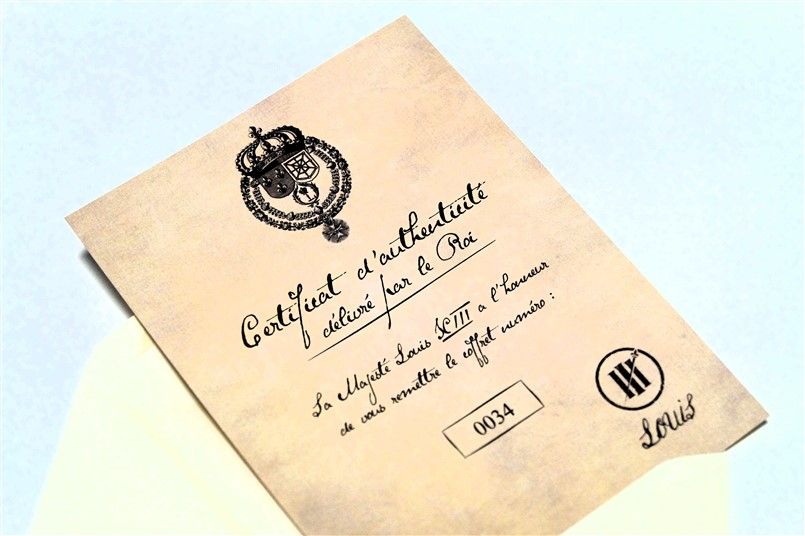 Certificat d'authenticité
délivré par le Roi
Sa Majesté Louis XIII a l'honneur
de vous remettre le coffret numéro :
0034
Louis